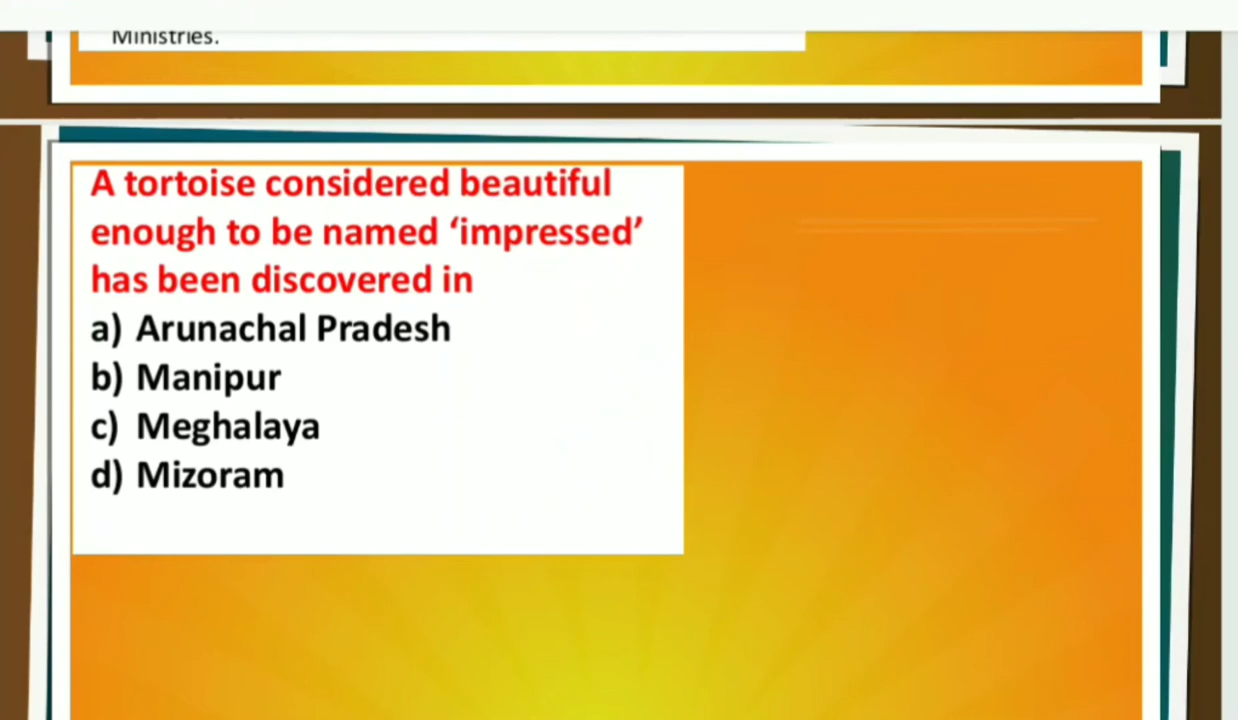 Ministries.
A tortoise considered beautiful
enough to be named ‘impressed’
has been discovered in
a) Arunachal Pradesh
b) Manipur
c) Meghalaya
d) Mizoram